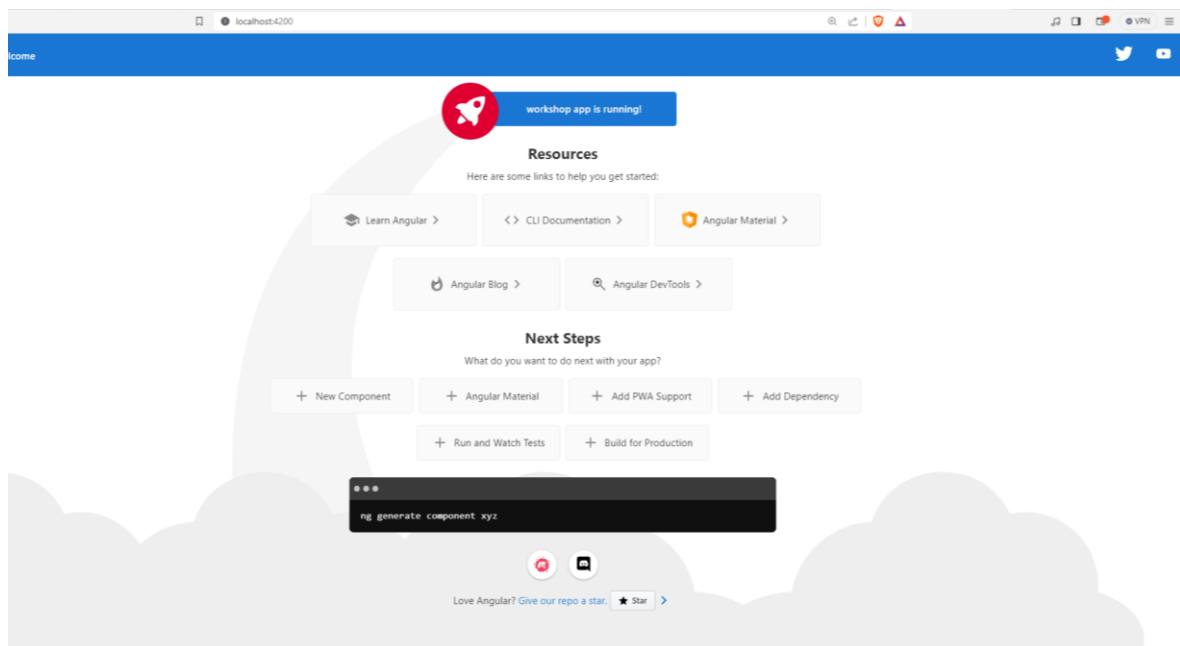 localhost:4200
VPN
lcome
workshop app is running!
Resources
Here are some links to help you get started:
Learn Angular
CLI Documentation
Angular Material
Angular Blog
Angular DevTools
Next Steps
What do you want to do next with your app?
New Component
Angular Material
Add PWA Support
Add Dependency
Run and Watch Tests
Build for Production
ng generate component xyz
Love Angular? Give our repo a star. Star